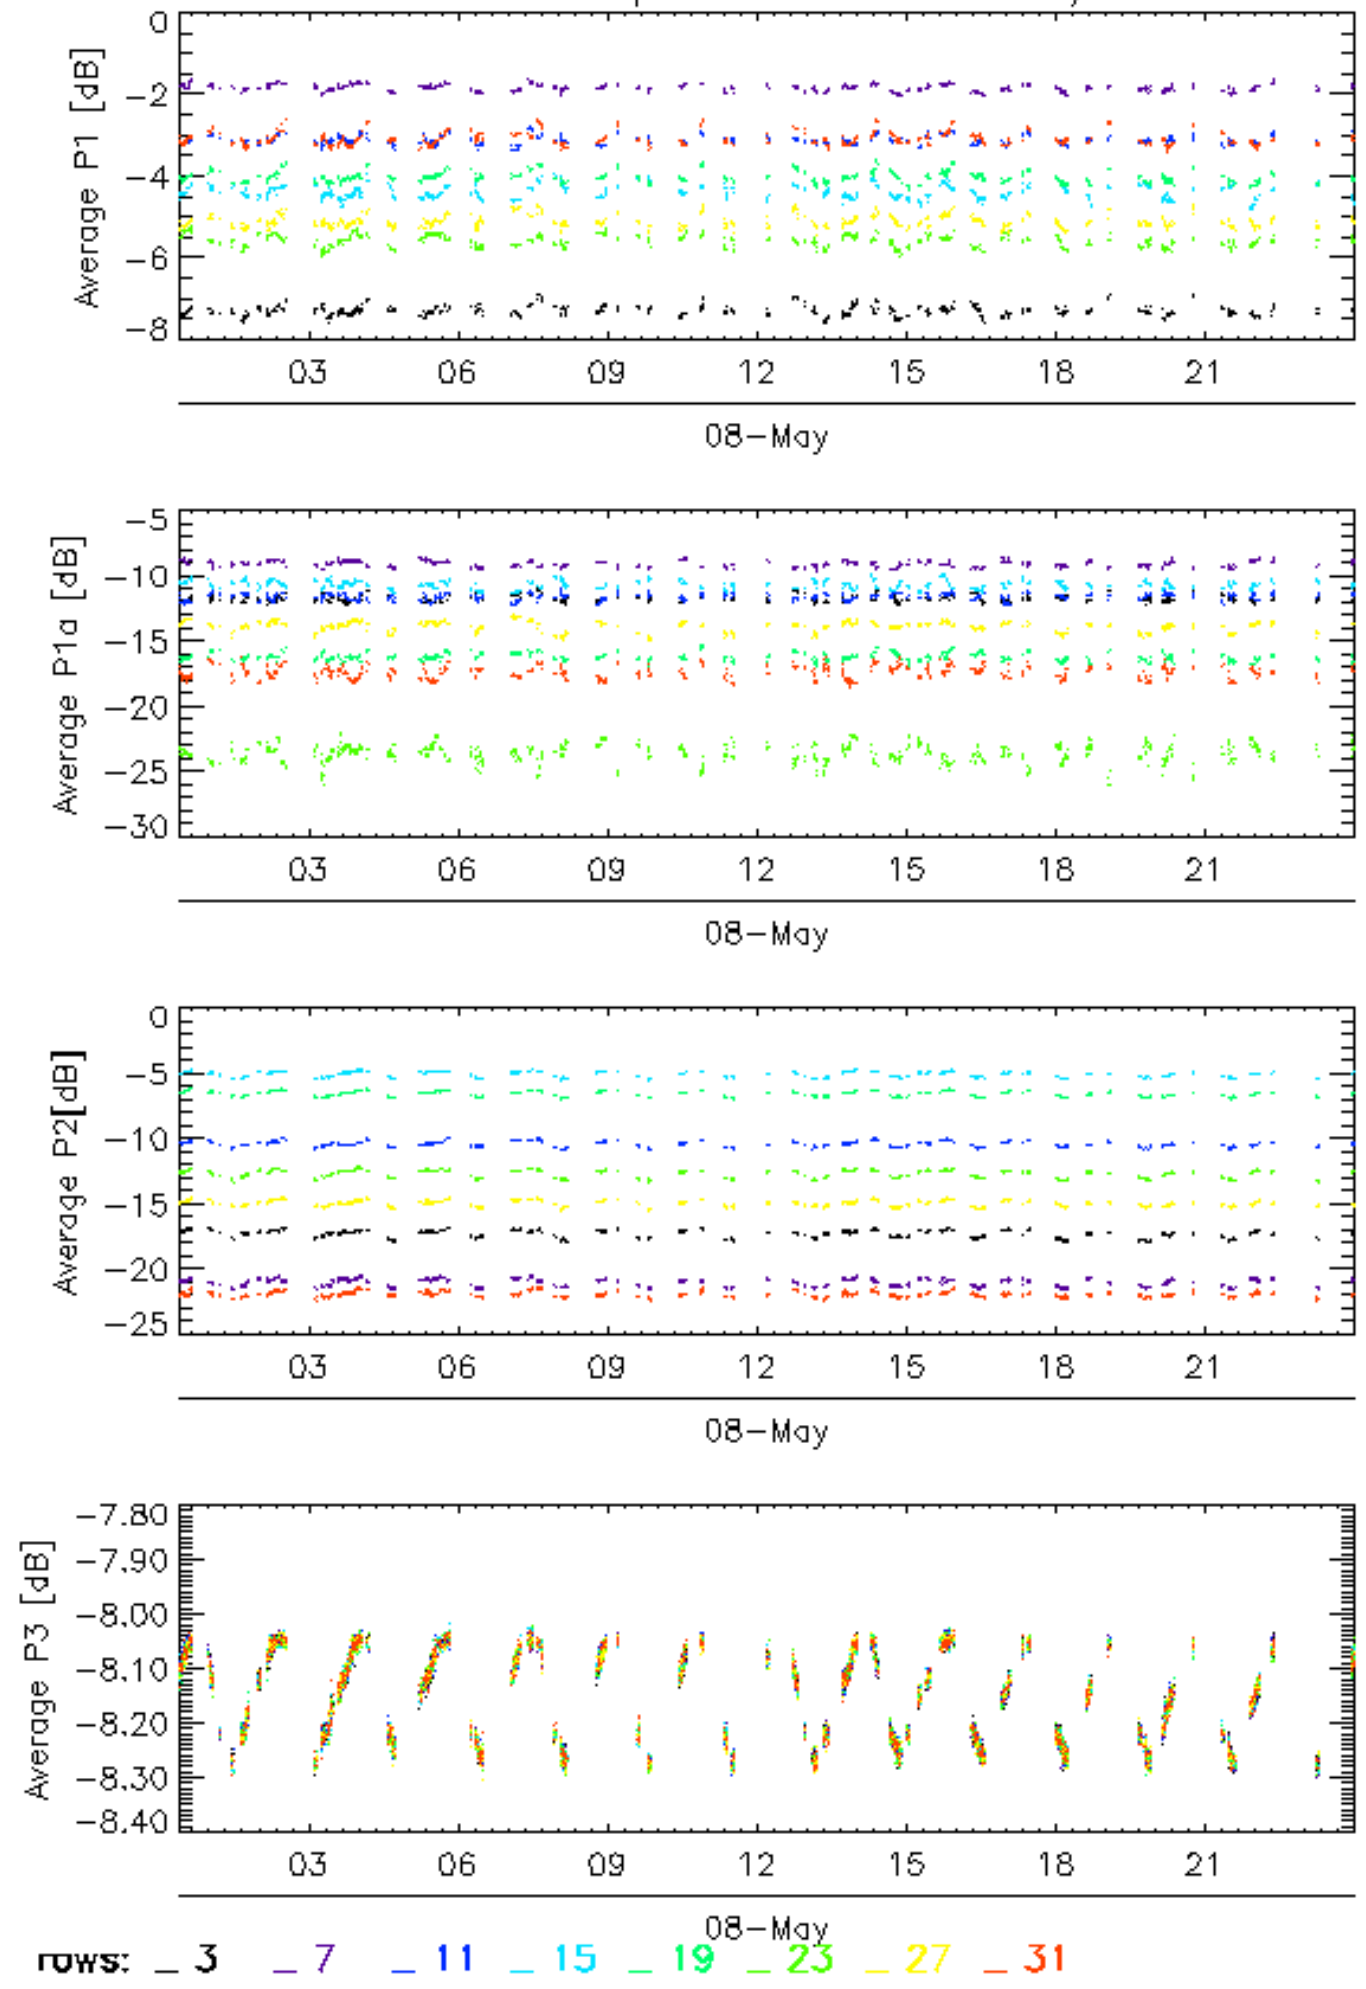 0
−2
−4
−6
−8
Average P1 [dB]
03 06 09 12 15 18 21
08−May
−5
−10
−15
−20
−25
−30
Average P1a [dB]
03 06 09 12 15 18 21
08−May
0
−5
−10
−15
−20
−25
Average P2[dB]
03 06 09 12 15 18 21
08−May
−7.80
−7.90
−8.00
−8.10
−8.20
−8.30
−8.40
Average P3 [dB]
03 06 09 12 15 18 21
08−May
rows: _ 3 _ 7 _ 11 _ 15 _ 19 _ 23 _ 27 _ 31